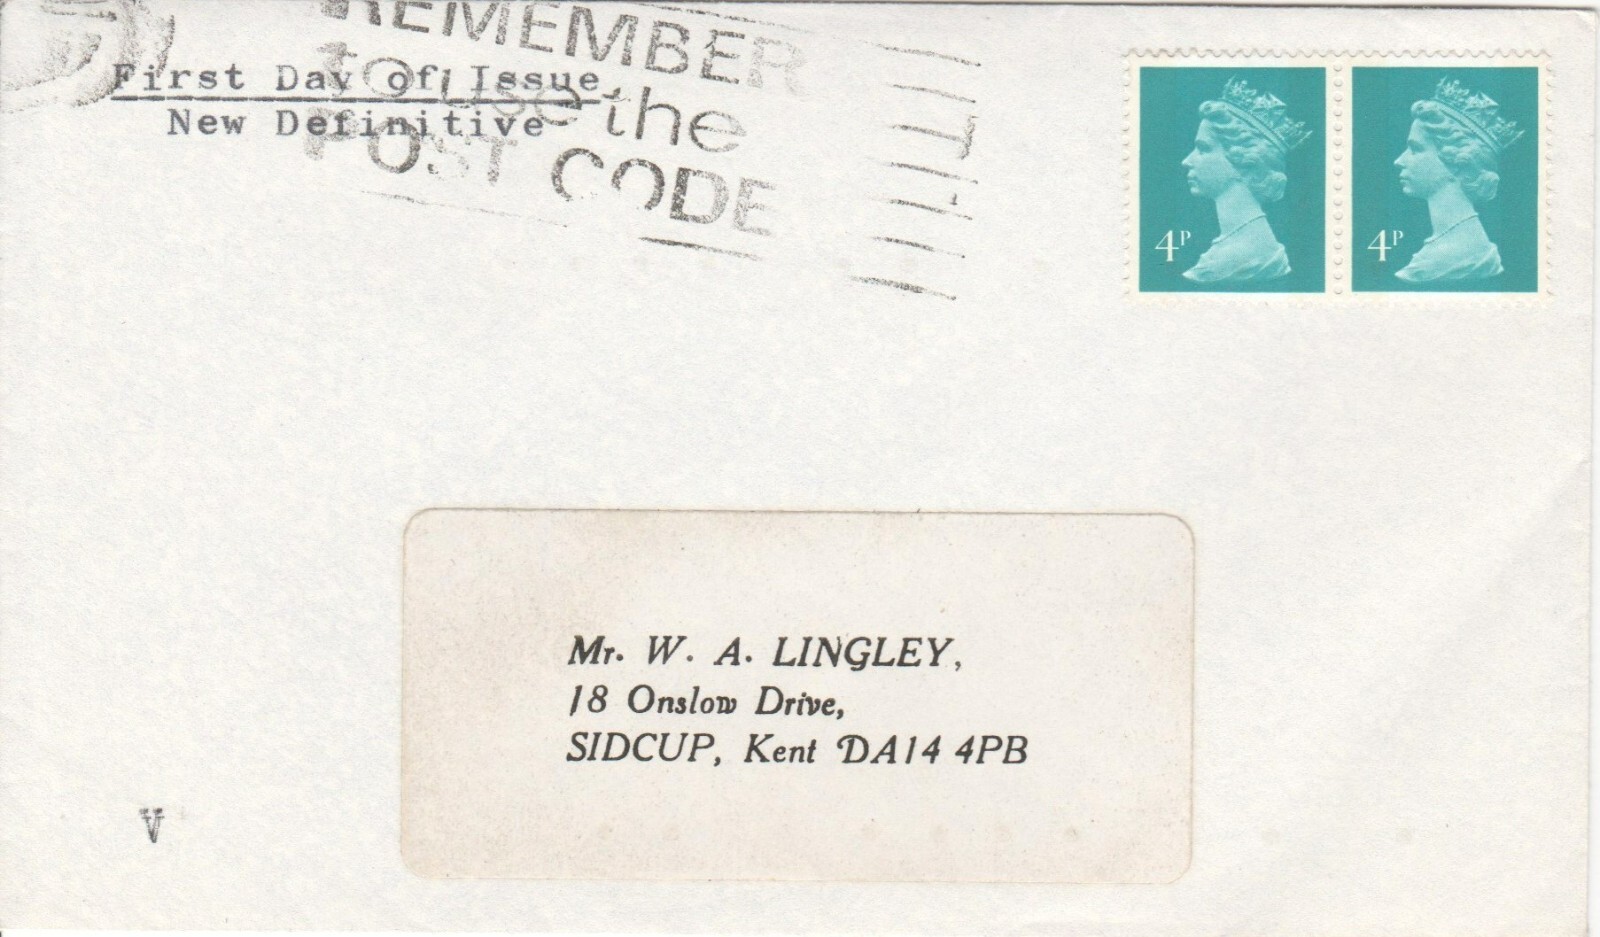 REMEMBER
to use the
POST CODE
First Day of Issue
New Definitive
4P
4P
Mr. W. A. LINGLEY,
18 Onslow Drive,
SIDCUP, Kent DA14 4PB
V